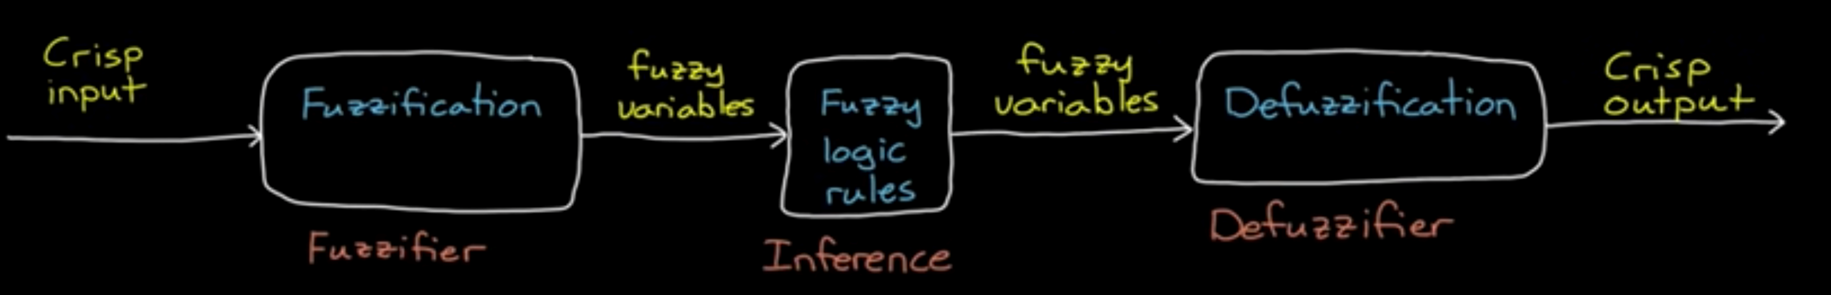 Crisp
input
Fuzzification
Fuzzifier
fuzzy
variables
Fuzzy
logic
rules
Inference
fuzzy
variables
Defuzzification
Defuzzifier
Crisp
output